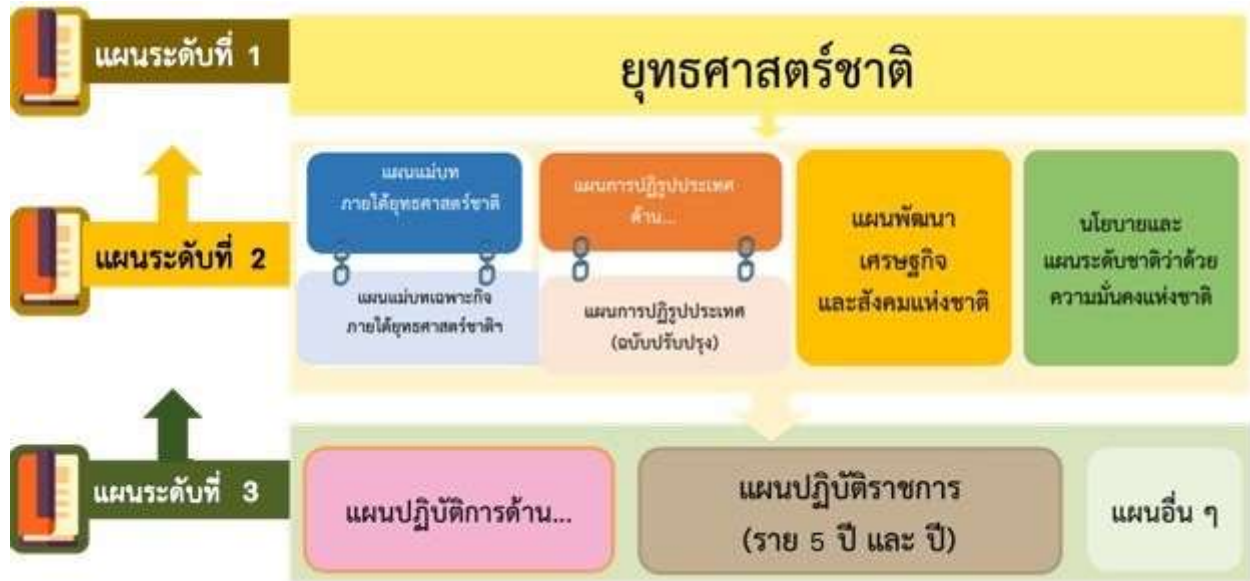 แผนระดับที่ 1
ยุทธศาสตร์ชาติ
แผนระดับที่ 2
แผนแม่บท
ภายใต้ยุทธศาสตร์ชาติ
แผนแม่บทเฉพาะกิจ
ภายใต้ยุทธศาสตร์ชาติฯ
แผนการปฏิรูปประเทศ
ด้าน...
แผนการปฏิรูปประเทศ
(ฉบับปรับปรุง)
แผนพัฒนา
เศรษฐกิจ
และสังคมแห่งชาติ
นโยบายและ
แผนระดับชาติว่าด้วย
ความมั่นคงแห่งชาติ
แผนระดับที่ 3
แผนปฏิบัติการด้าน...
แผนปฏิบัติราชการ
(ราย 5 ปี และ ปี)
แผนอื่น ๆ